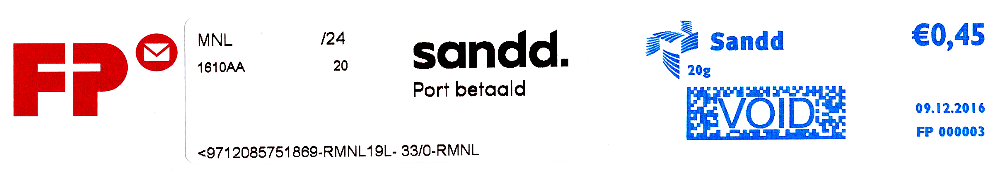 FP
MNL /24
1610AA 20
sandd.
Port betaald
<9712085751869-RMNL19L- 33/0-RMNL
Sandd
20g
VOID
€0,45
09.12.2016
FP 000003